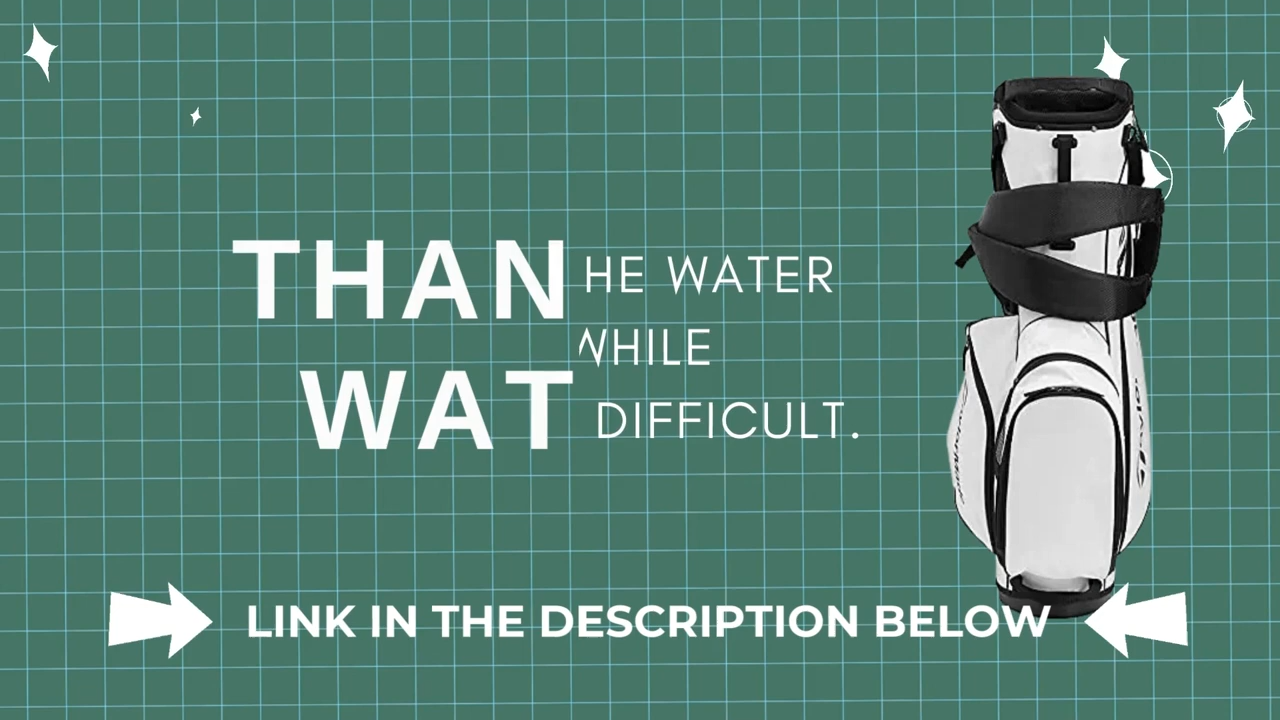 THAN HE WATER
WHILE
WAT DIFFICULT.
LINK IN THE DESCRIPTION BELOW